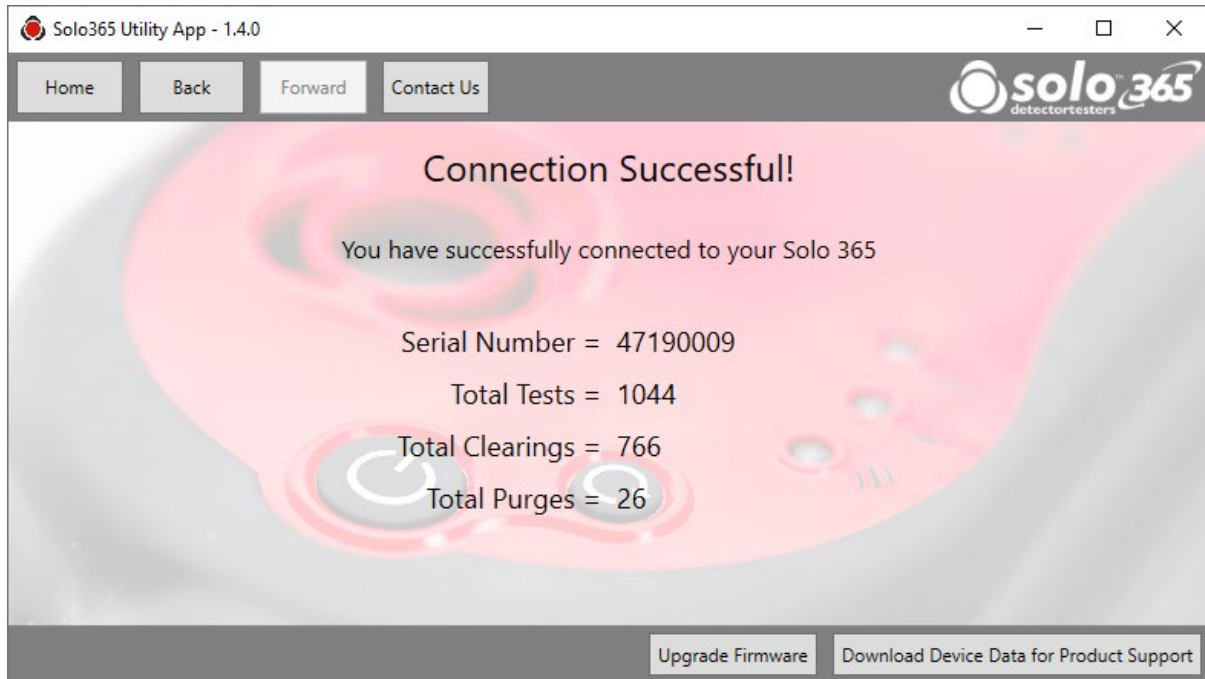 Solo365 Utility App - 1.4.0
Home Back Forward Contact Us
solo™ 365
detectortesters
Connection Successful!
You have successfully connected to your Solo 365
Serial Number = 47190009
Total Tests = 1044
Total Clearings = 766
Total Purges = 26
Upgrade Firmware Download Device Data for Product Support